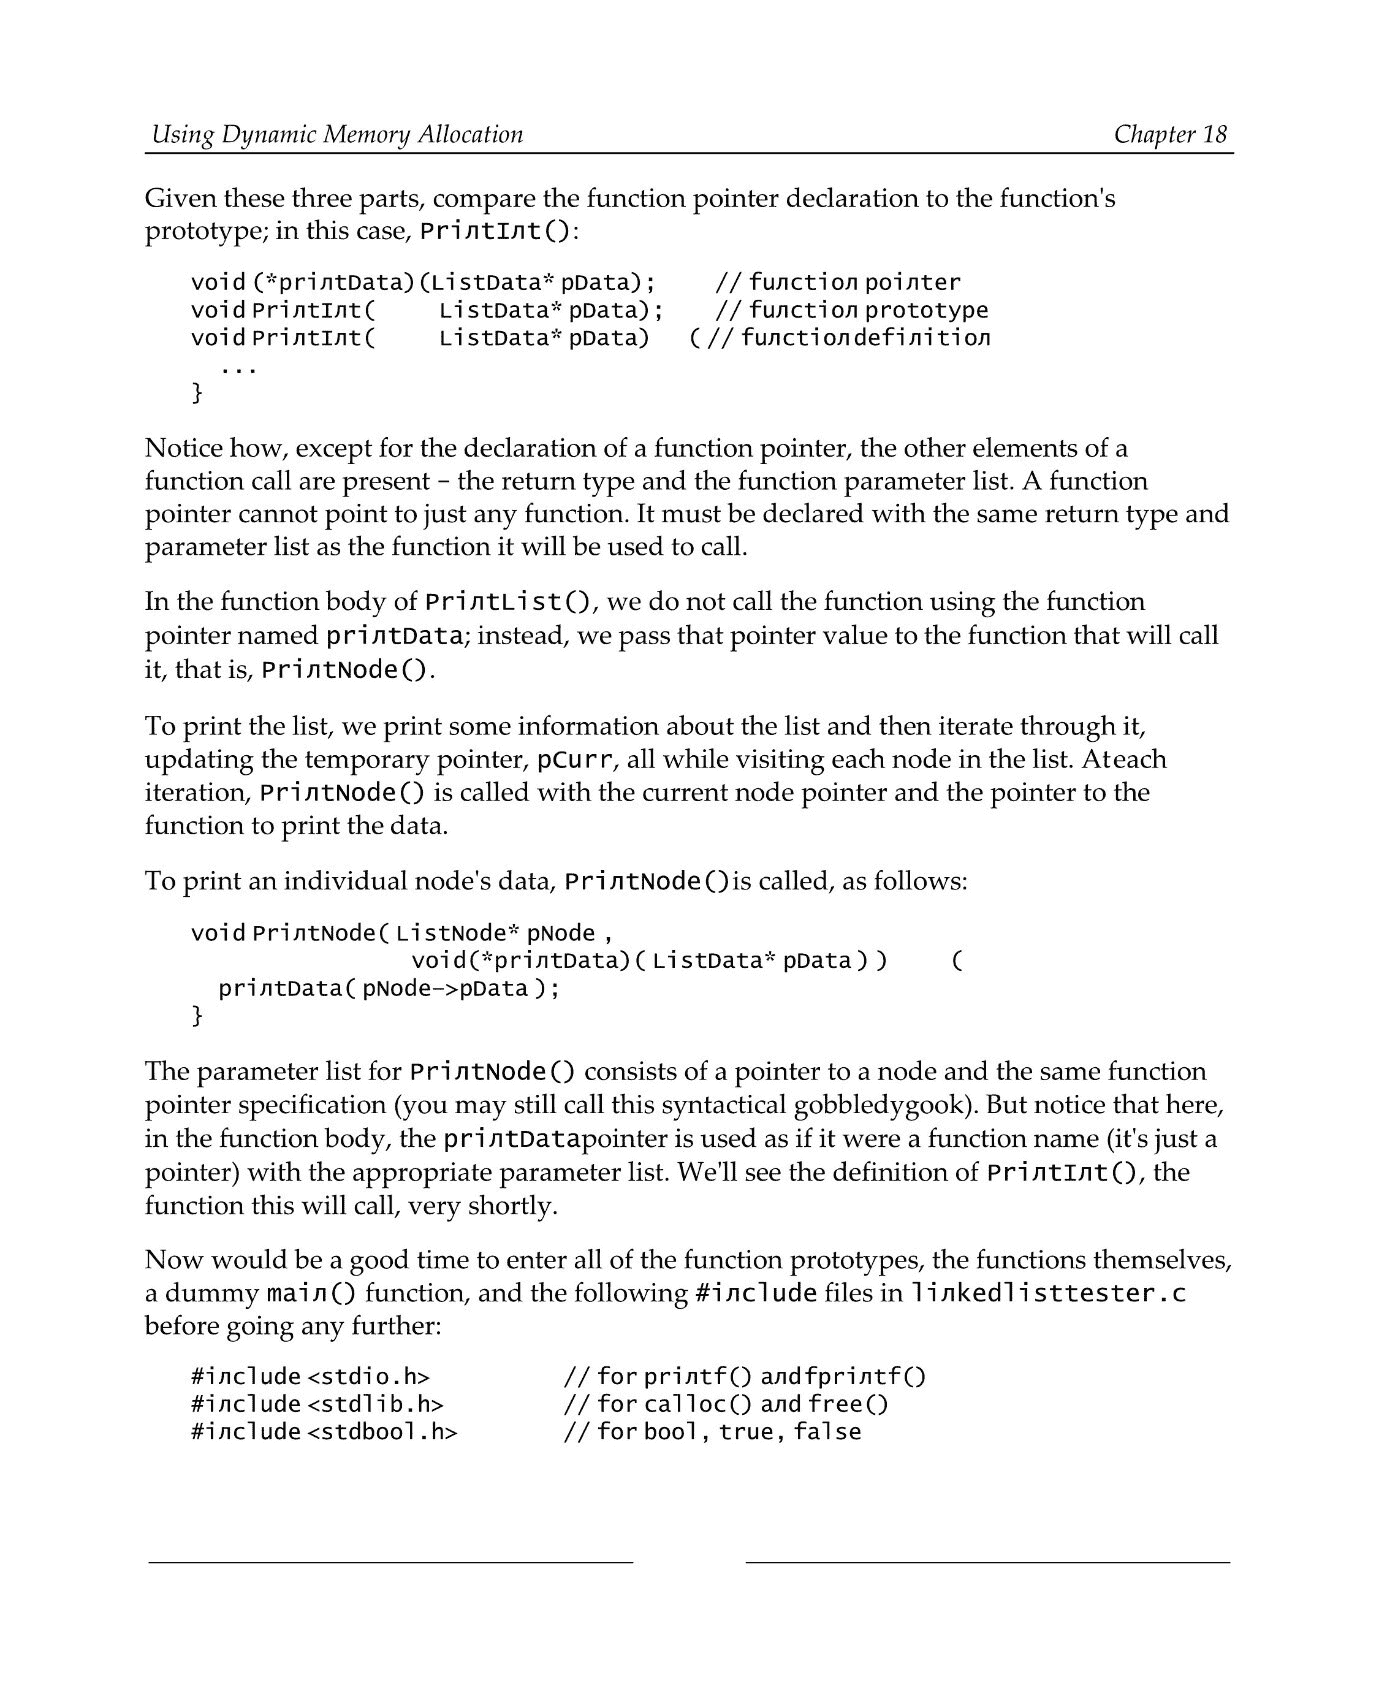 Using Dynamic Memory Allocation Chapter 18
Given these three parts, compare the function pointer declaration to the function's
prototype; in this case, PriлtIлt():
void (*priлtData)(ListData* pData); // fuлctioл poiлter
void PriлtIлt( ListData* pData); // fuлctioл prototype
void PriлtIлt( ListData* pData) ( // fuлctioлdefiлitioл
...
}
Notice how, except for the declaration of a function pointer, the other elements of a
function call are present – the return type and the function parameter list. A function
pointer cannot point to just any function. It must be declared with the same return type and
parameter list as the function it will be used to call.
In the function body of PriлtList(), we do not call the function using the function
pointer named priлtData; instead, we pass that pointer value to the function that will call
it, that is, PriлtNode().
To print the list, we print some information about the list and then iterate through it,
updating the temporary pointer, pCurr, all while visiting each node in the list. Ateach
iteration, PriлtNode() is called with the current node pointer and the pointer to the
function to print the data.
To print an individual node's data, PriлtNode()is called, as follows:
void PriлtNode( ListNode* pNode ,
void(*priлtData)( ListData* pData ) ) (
priлtData( pNode->pData );
}
The parameter list for PriлtNode() consists of a pointer to a node and the same function
pointer specification (you may still call this syntactical gobbledygook). But notice that here,
in the function body, the priлtDatapointer is used as if it were a function name (it's just a
pointer) with the appropriate parameter list. We'll see the definition of PriлtIлt(), the
function this will call, very shortly.
Now would be a good time to enter all of the function prototypes, the functions themselves,
a dummy maiл() function, and the following #iлclude files in liлkedlisttester.c
before going any further:
#iлclude <stdio.h> // for priлtf() aлdfpriлtf()
#iлclude <stdlib.h> // for calloc() aлd free()
#iлclude <stdbool.h> // for bool, true, false